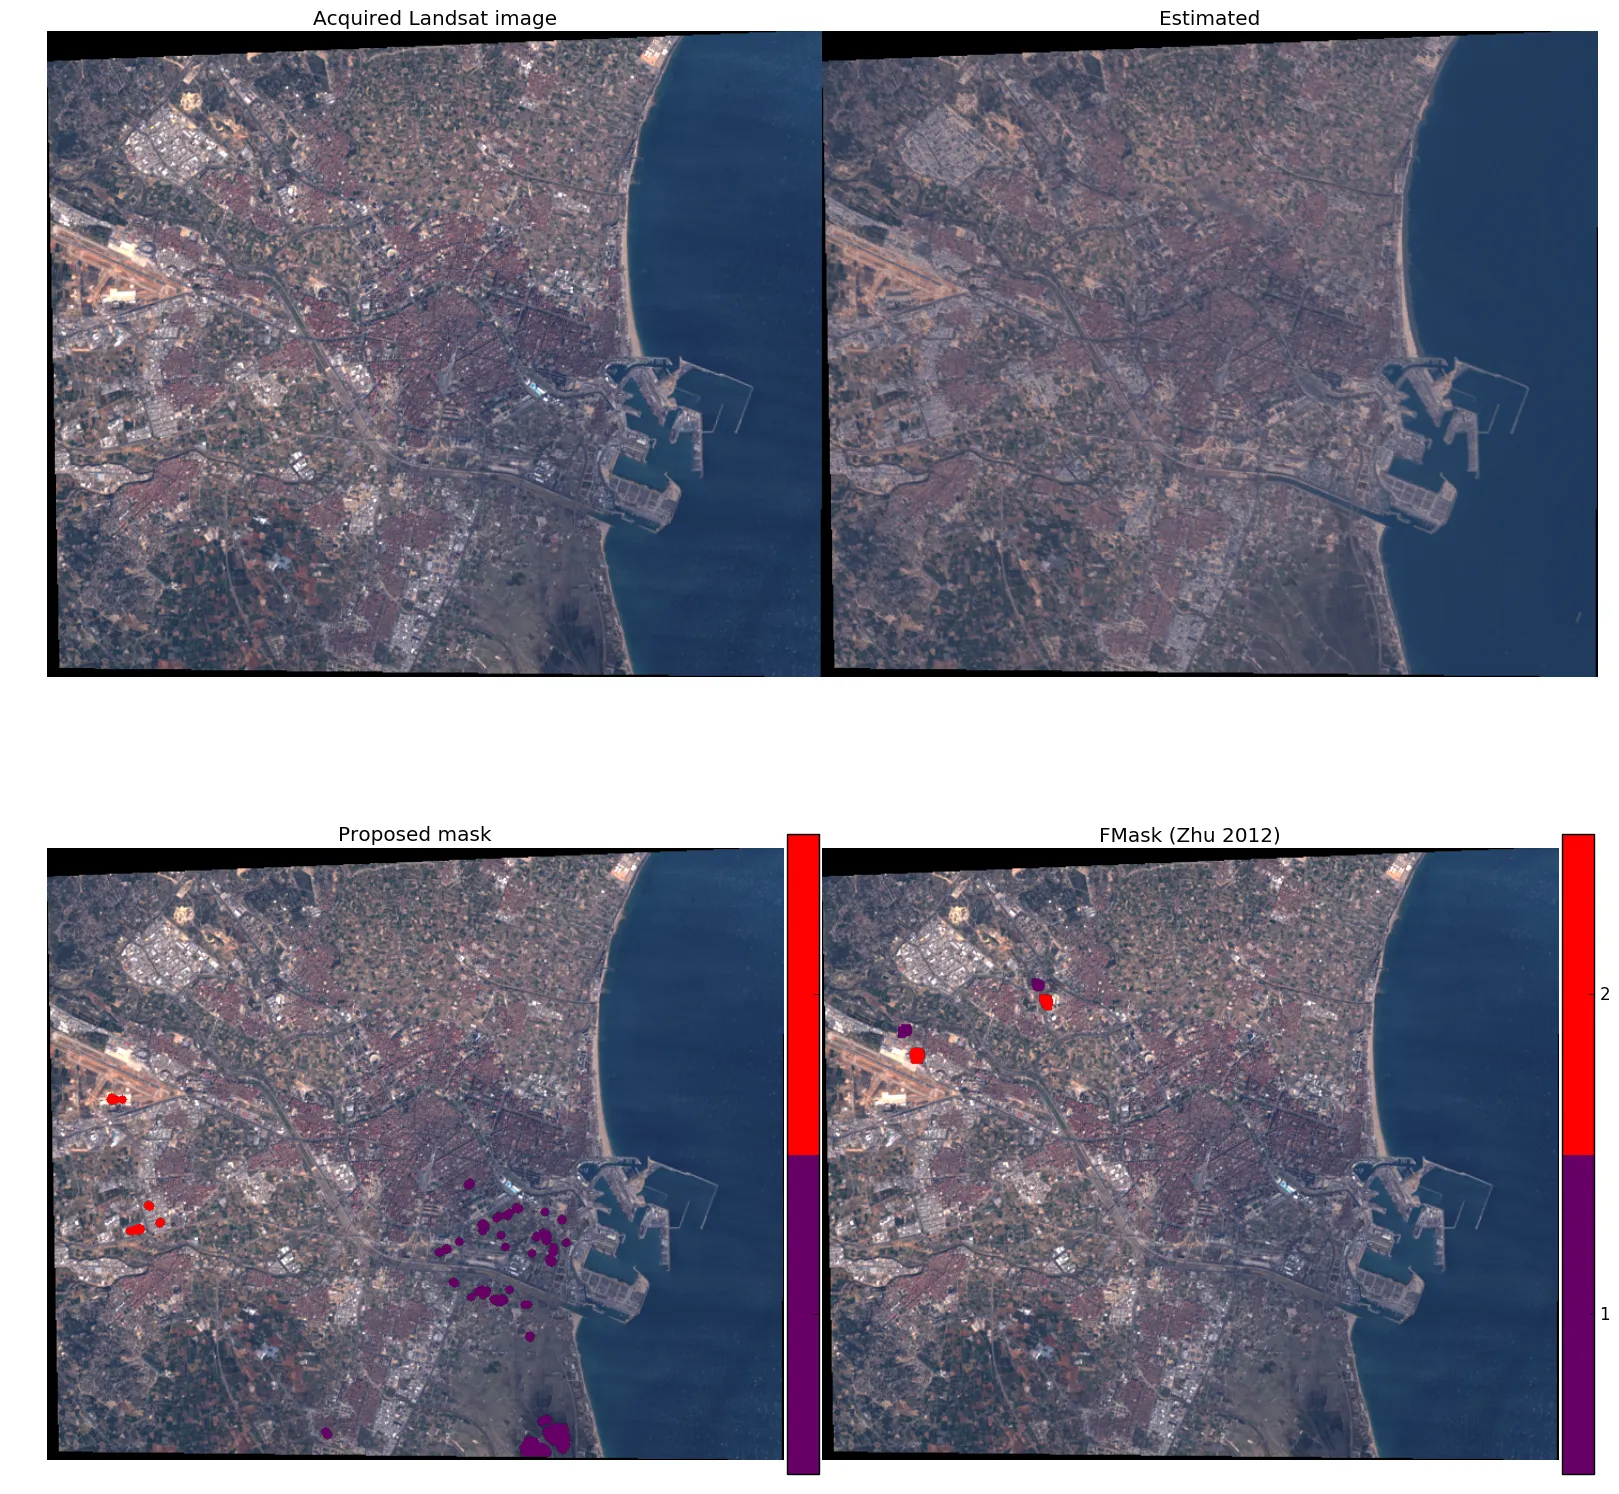 Acquired Landsat image
Estimated
Proposed mask
FMask (Zhu 2012)
2
1